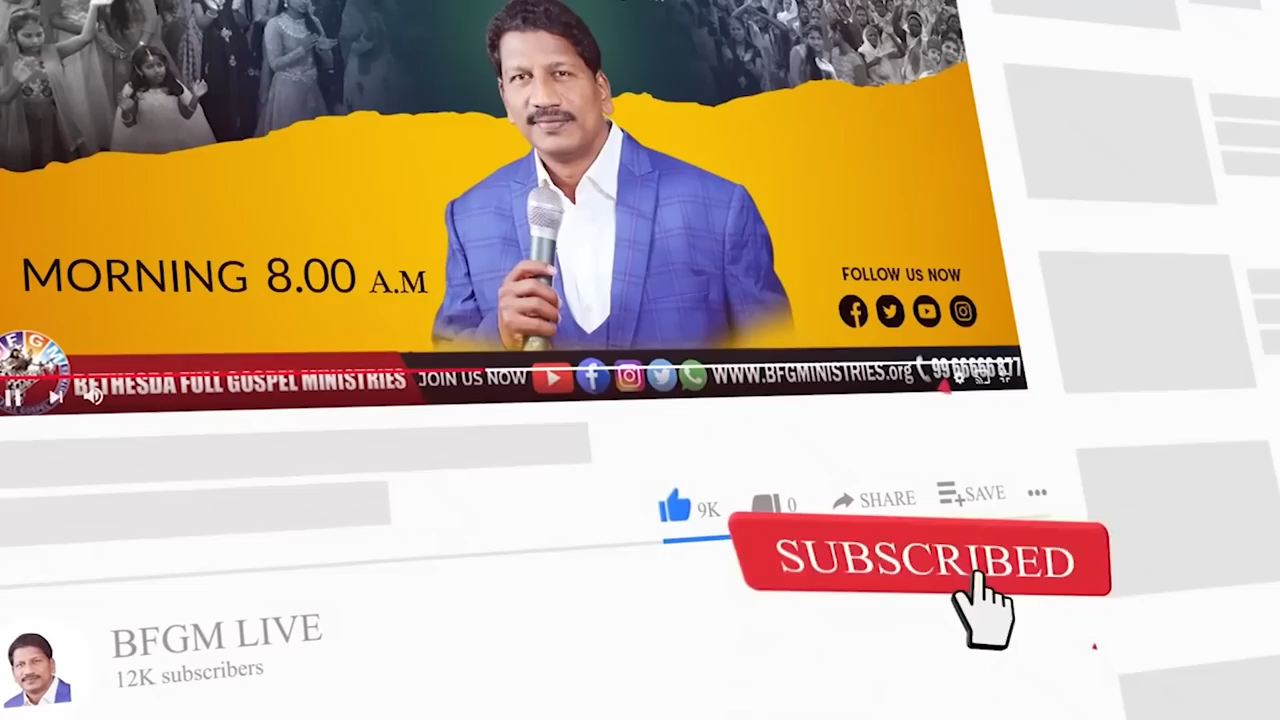 MORNING 8.00 A.M
FOLLOW US NOW
BETHESDA FULL GOSPEL MINISTRIES
JOIN US NOW
WWW.BFGMINISTRIES.org
9K
0
SHARE
SAVE
SUBSCRIBED
BFGM LIVE
12K subscribers